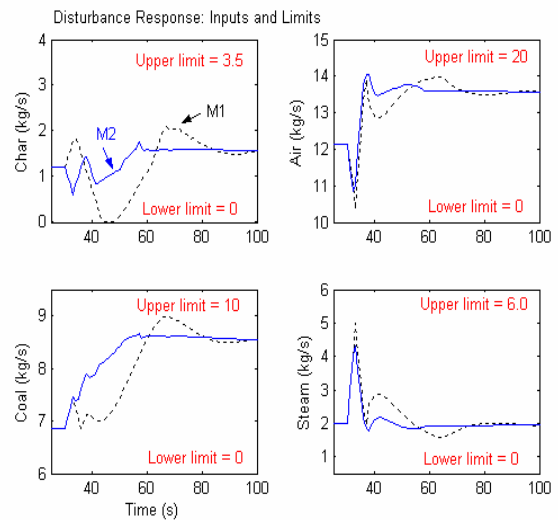 Disturbance Response: Inputs and Limits
4
3
2
1
0
Char (kg/s)
Upper limit = 3.5
M1
M2
Lower limit = 0
40 60 80 100
16
15
14
13
12
11
10
Air (kg/s)
Upper limit = 20
Lower limit = 0
40 60 80 100
9
8
7
6
Coal (kg/s)
Upper limit = 10
Lower limit = 0
40 60 80 100
Time (s)
6
5
4
3
2
1
Steam (kg/s)
Upper limit = 6.0
Lower limit = 0
40 60 80 100